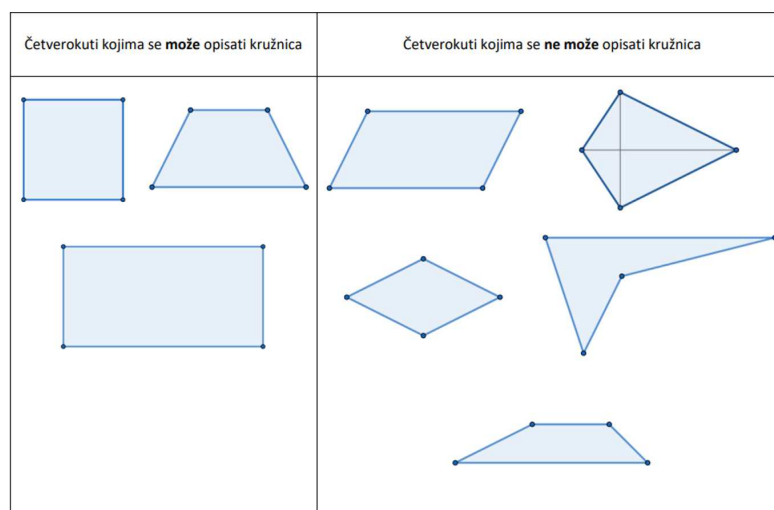 Četverokuti kojima se može opisati kružnica
Četverokuti kojima se ne može opisati kružnica